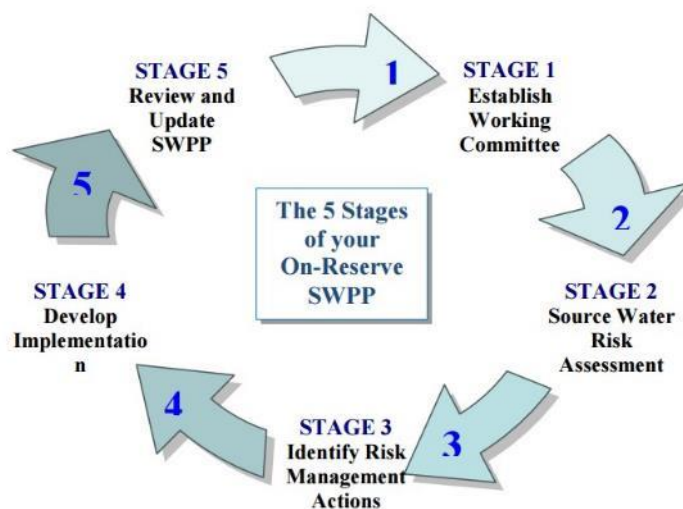 STAGE 5
Review and
Update
SWPP
1
STAGE 1
Establish
Working
Committee
2
STAGE 2
Source Water
Risk
Assessment
3
STAGE 3
Identify Risk
Management
Actions
4
STAGE 4
Develop
Implementatio
n
5
The 5 Stages
of your
On-Reserve
SWPP